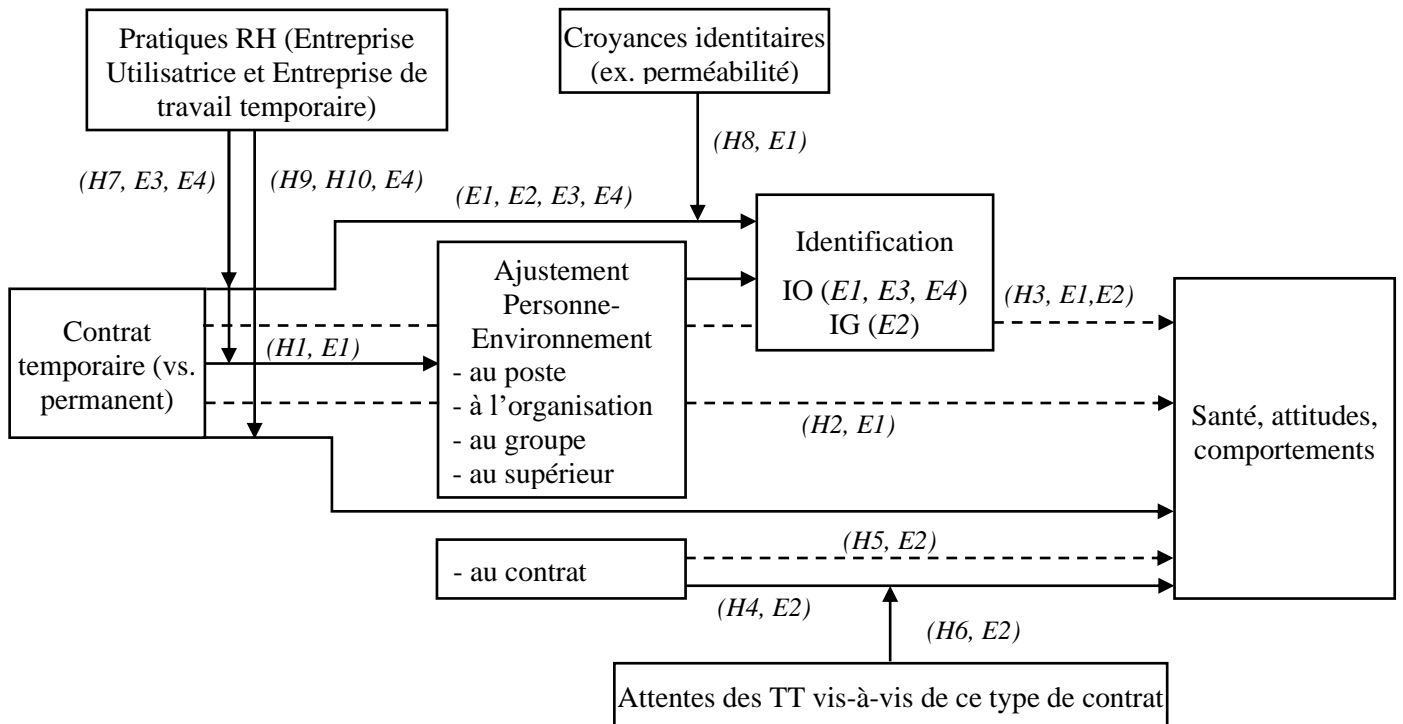 Pratiques RH (Entreprise
Utilisatrice et Entreprise de
travail temporaire)
Croyances identitaires
(ex. perméabilité)
(H8, E1)
(H7, E3, E4)
(H9, H10, E4)
(E1, E2, E3, E4)
Identification
IO (E1, E3, E4)
IG (E2)
Ajustement
Personne-
Environnement
- au poste
- à l’organisation
- au groupe
- au supérieur
(H3, E1,E2)
Contrat
temporaire (vs.
permanent)
(H1, E1)
(H2, E1)
Santé, attitudes,
comportements
(H5, E2)
- au contrat
(H4, E2)
(H6, E2)
Attentes des TT vis-à-vis de ce type de contrat